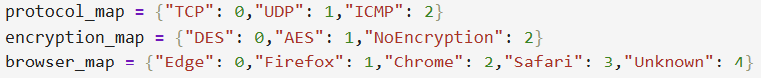 protocol_map = {"TCP": 0,"UDP": 1,"ICMP": 2}
encryption_map = {"DES": 0,"AES": 1,"NoEncryption": 2}
browser_map = {"Edge": 0,"Firefox": 1,"Chrome": 2,"Safari": 3,"Unknown": 4}